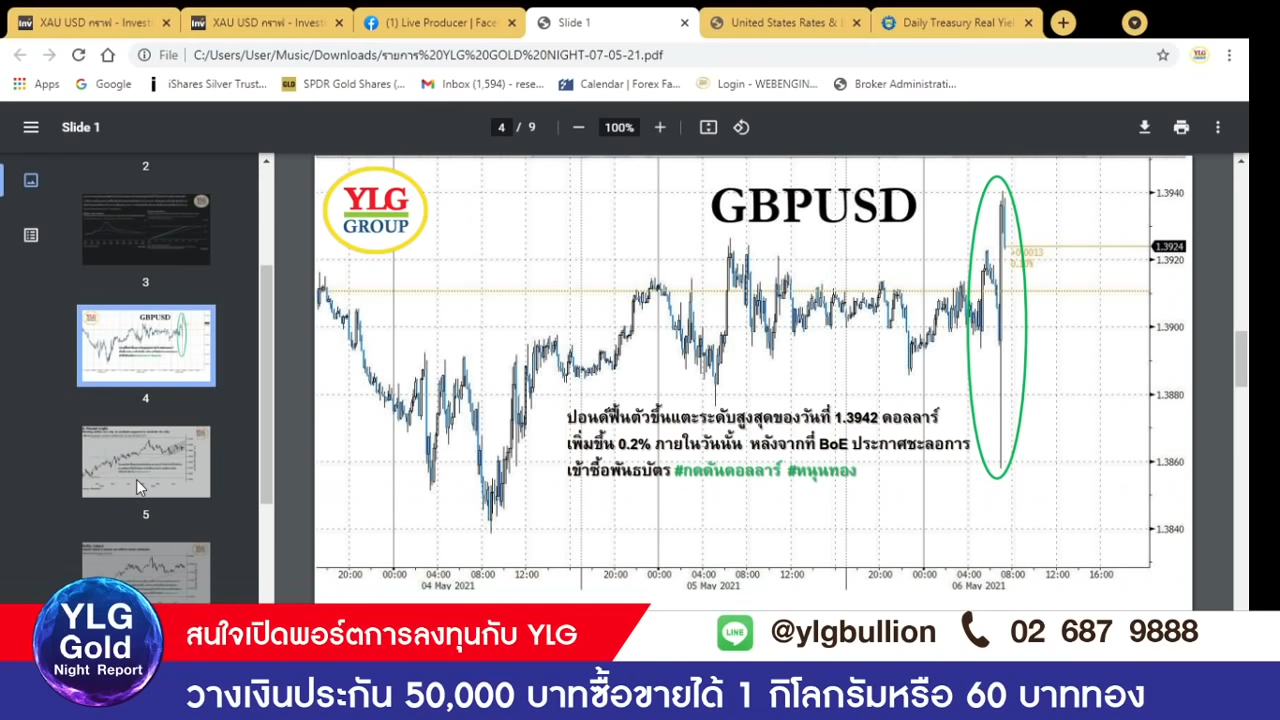 XAU USD กราฟ - Investi
XAU USD กราฟ - Investi
(1) Live Producer | Face
Slide 1
United States Rates & B
Daily Treasury Real Yiel
File
C:/Users/User/Music/Downloads/รายการ%20YLG%20GOLD%20NIGHT-07-05-21.pdf
Apps
Google
iShares Silver Trust...
SPDR Gold Shares (...
Inbox (1,594) - rese...
Calendar | Forex Fa...
Login - WEBENGIN...
Broker Administrati...
Slide 1
4 / 9
100%
2
3
4
5
YLG
GROUP
GBPUSD
1.3940
1.3924
+0.0013
1.3920
1.3900
1.3880
1.3860
1.3840
ปอนด์ฟื้นตัวขึ้นแตะระดับสูงสุดของวันที่ 1.3942 ดอลลาร์
เพิ่มขึ้น 0.2% ภายในวันนั้น หลังจากที่ BoE ประกาศชะลอการ
เข้าซื้อพันธบัตร #กดดันดอลลาร์ #หนุนทอง
20:00 00:00 04:00 08:00 12:00 20:00 00:00 04:00 08:00 12:00 20:00 00:00 04:00 08:00 12:00 16:00
04 May 2021 05 May 2021 06 May 2021
YLG
Gold
Night Report
สนใจเปิดพอร์ตการลงทุนกับ YLG
LINE
@ylgbullion
02 687 9888
วางเงินประกัน 50,000 บาทซื้อขายได้ 1 กิโลกรัมหรือ 60 บาททอง